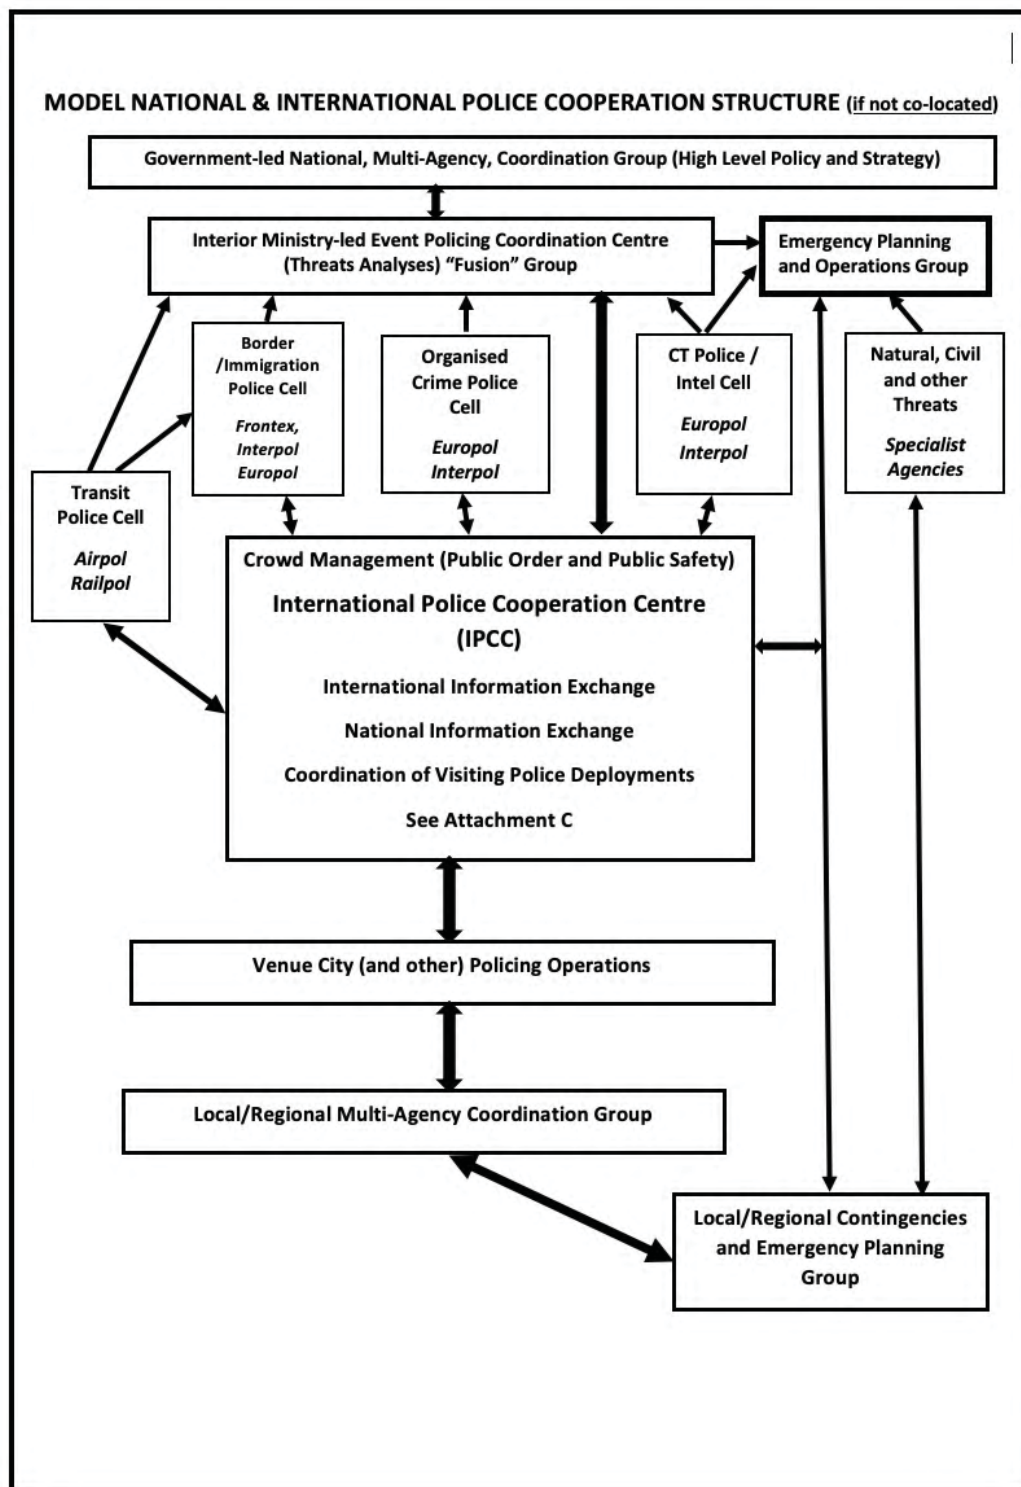 MODEL NATIONAL & INTERNATIONAL POLICE COOPERATION STRUCTURE (if not co-located)
Government-led National, Multi-Agency, Coordination Group (High Level Policy and Strategy)
Interior Ministry-led Event Policing Coordination Centre
(Threats Analyses) “Fusion” Group
Emergency Planning
and Operations Group
Border
/Immigration
Police Cell
Frontex,
Interpol
Europol
Organised
Crime Police
Cell
Europol
Interpol
CT Police /
Intel Cell
Europol
Interpol
Natural, Civil
and other
Threats
Specialist
Agencies
Transit
Police Cell
Airpol
Railpol
Crowd Management (Public Order and Public Safety)
International Police Cooperation Centre
(IPCC)
International Information Exchange
National Information Exchange
Coordination of Visiting Police Deployments
See Attachment C
Venue City (and other) Policing Operations
Local/Regional Multi-Agency Coordination Group
Local/Regional Contingencies
and Emergency Planning
Group